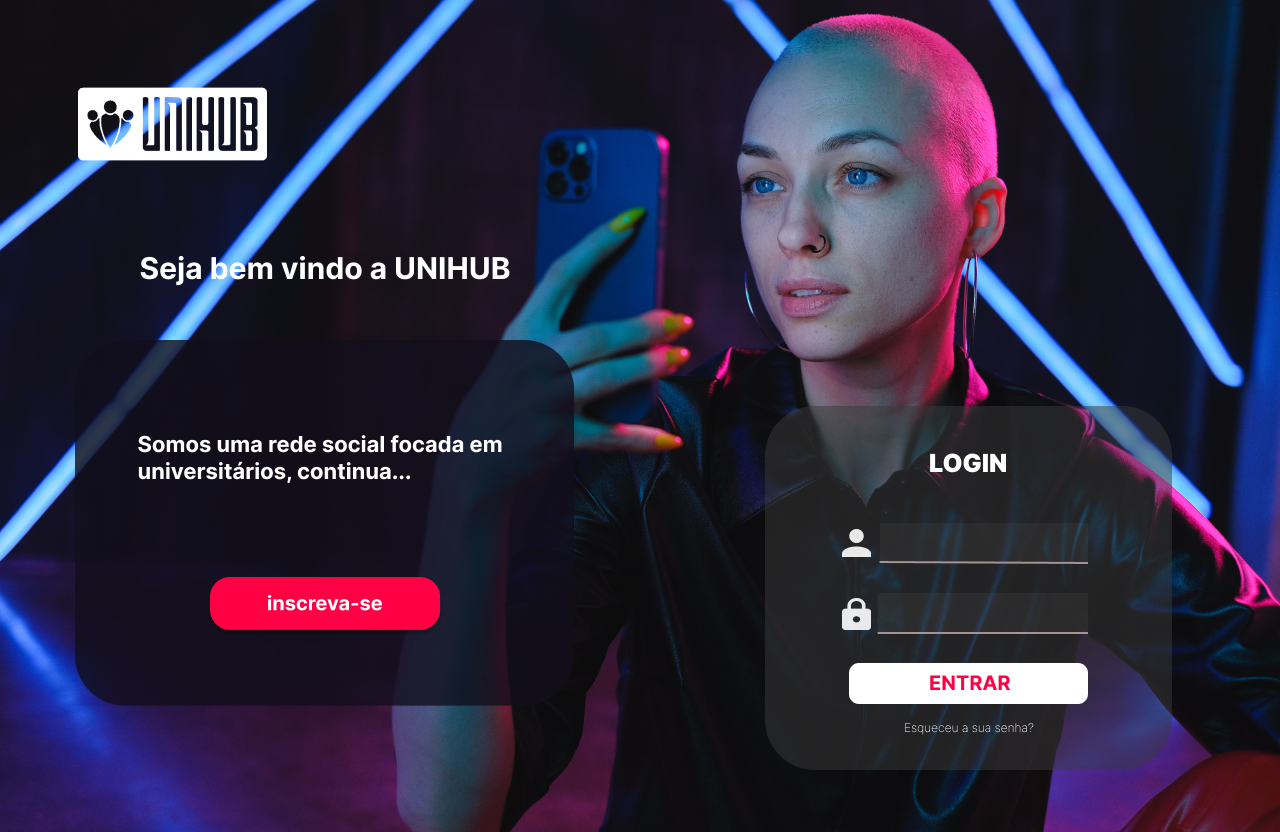 UNIHUB
Seja bem vindo a UNIHUB
Somos uma rede social focada em
universitários, continua...
inscreva-se
LOGIN
ENTRAR
Esqueceu a sua senha?